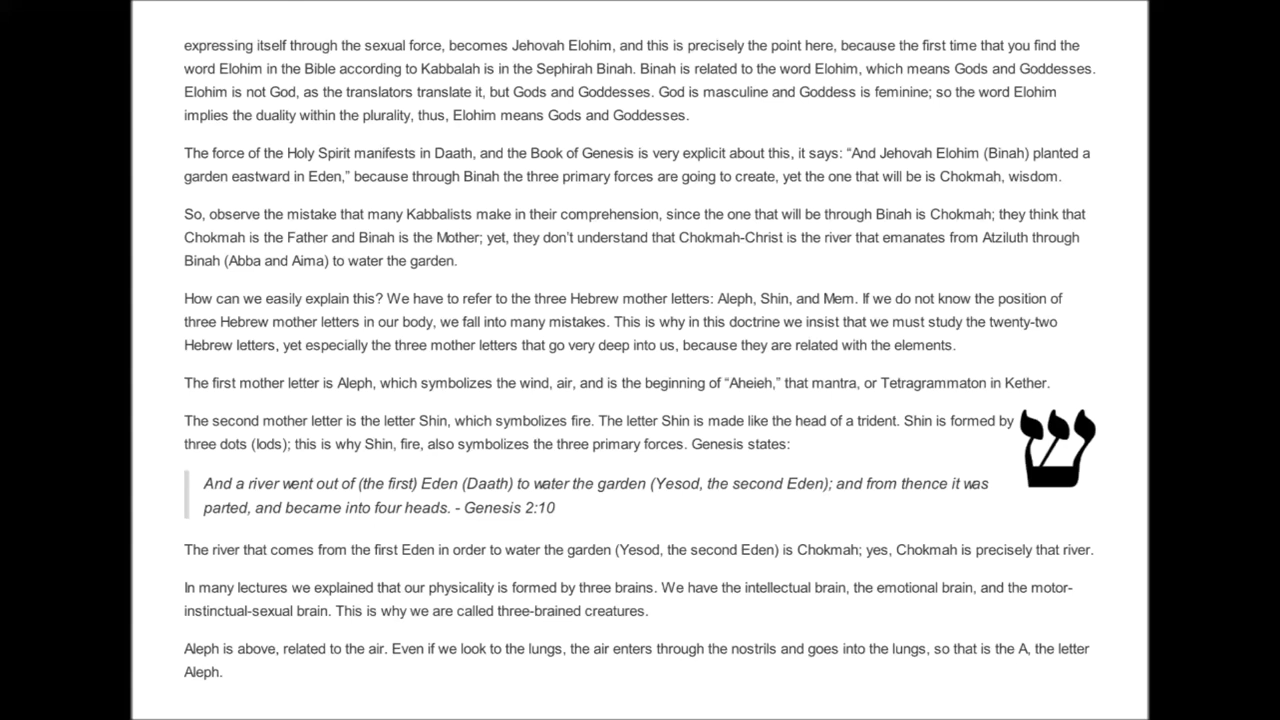 expressing itself through the sexual force, becomes Jehovah Elohim, and this is precisely the point here, because the first time that you find the
word Elohim in the Bible according to Kabbalah is in the Sephirah Binah. Binah is related to the word Elohim, which means Gods and Goddesses.
Elohim is not God, as the translators translate it, but Gods and Goddesses. God is masculine and Goddess is feminine; so the word Elohim
implies the duality within the plurality, thus, Elohim means Gods and Goddesses.
The force of the Holy Spirit manifests in Daath, and the Book of Genesis is very explicit about this, it says: “And Jehovah Elohim (Binah) planted a
garden eastward in Eden,” because through Binah the three primary forces are going to create, yet the one that will be is Chokmah, wisdom.
So, observe the mistake that many Kabbalists make in their comprehension, since the one that will be through Binah is Chokmah; they think that
Chokmah is the Father and Binah is the Mother; yet, they don’t understand that Chokmah-Christ is the river that emanates from Atziluth through
Binah (Abba and Aima) to water the garden.
How can we easily explain this? We have to refer to the three Hebrew mother letters: Aleph, Shin, and Mem. If we do not know the position of
three Hebrew mother letters in our body, we fall into many mistakes. This is why in this doctrine we insist that we must study the twenty-two
Hebrew letters, yet especially the three mother letters that go very deep into us, because they are related with the elements.
The first mother letter is Aleph, which symbolizes the wind, air, and is the beginning of “Aheieh,” that mantra, or Tetragrammaton in Kether.
The second mother letter is the letter Shin, which symbolizes fire. The letter Shin is made like the head of a trident. Shin is formed by
three dots (Iods); this is why Shin, fire, also symbolizes the three primary forces. Genesis states:
ש
And a river went out of (the first) Eden (Daath) to water the garden (Yesod, the second Eden); and from thence it was
parted, and became into four heads. - Genesis 2:10
The river that comes from the first Eden in order to water the garden (Yesod, the second Eden) is Chokmah; yes, Chokmah is precisely that river.
In many lectures we explained that our physicality is formed by three brains. We have the intellectual brain, the emotional brain, and the motor-
instinctual-sexual brain. This is why we are called three-brained creatures.
Aleph is above, related to the air. Even if we look to the lungs, the air enters through the nostrils and goes into the lungs, so that is the A, the letter
Aleph.